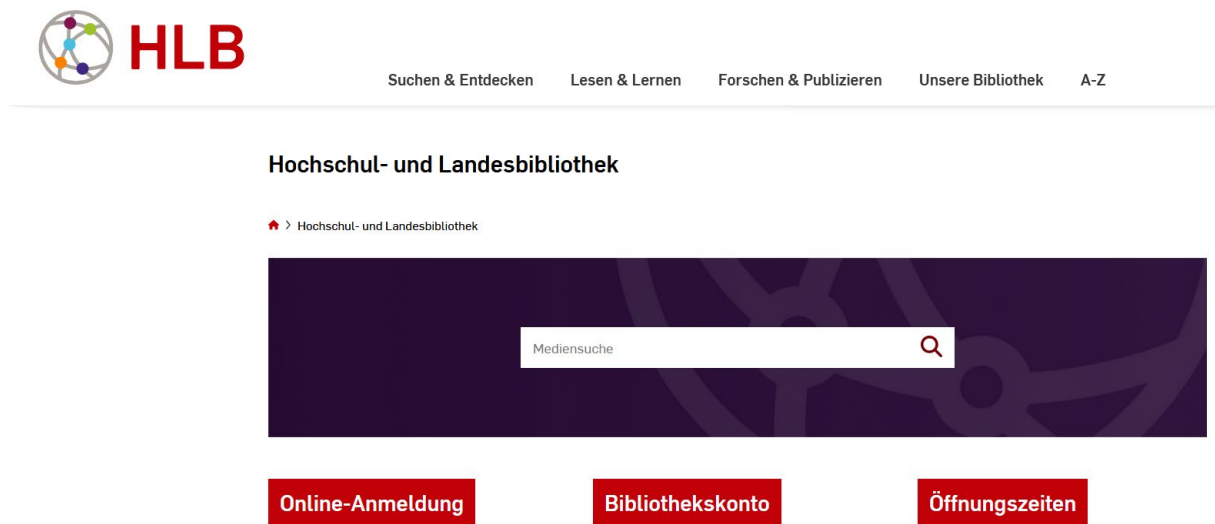 HLB
Suchen & Entdecken Lesen & Lernen Forschen & Publizieren Unsere Bibliothek A-Z
Hochschul- und Landesbibliothek
Hochschul- und Landesbibliothek
Mediensuche
Online-Anmeldung Bibliothekskonto Öffnungszeiten